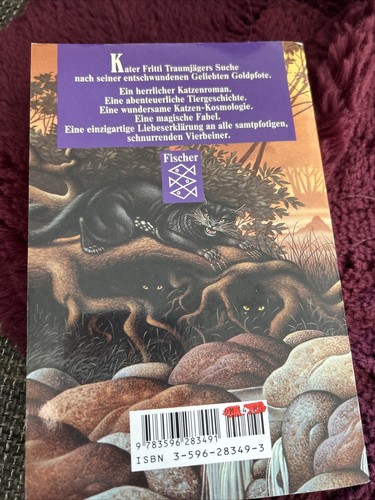 Kater Fritti Traumjägers Suche
nach seiner entschwundenen Geliebten Goldpfote.
Ein herrlicher Katzenroman.
Eine abenteuerliche Tiergeschichte.
Eine wundersame Katzen-Kosmologie.
Eine magische Fabel.
Eine einzigartige Liebeserklärung an alle samtpfotigen,
schnurrenden Vierbeiner.
Fischer
9 783596 283491
ISBN 3-596-28349-3